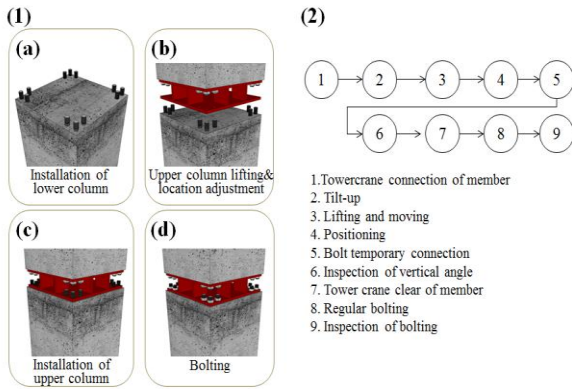 (1)
(a)
Installation of
lower column
(b)
Upper column lifting&
location adjustment
(c)
Installation of
upper column
(d)
Bolting
(2)
1 2 3 4 5
6 7 8 9
1.Towercrane connection of member
2. Tilt-up
3. Lifting and moving
4. Positioning
5. Bolt temporary connection
6. Inspection of vertical angle
7. Tower crane clear of member
8. Regular bolting
9. Inspection of bolting